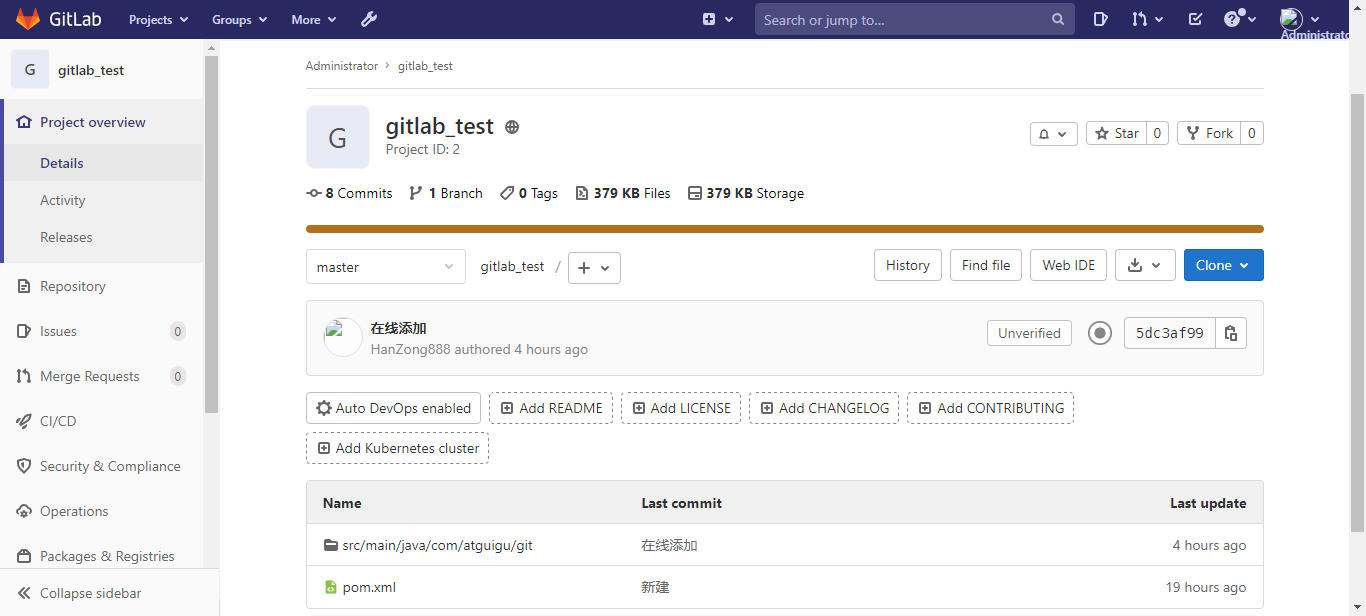 GitLab Projects Groups More Search or jump to... Administrato
G gitlab_test
Project overview
Details
Activity
Releases
Repository
Issues 0
Merge Requests 0
CI/CD
Security & Compliance
Operations
Packages & Registries
Collapse sidebar
Administrator › gitlab_test
G
gitlab_test
Project ID: 2
Star 0 Fork 0
8 Commits 1 Branch 0 Tags 379 KB Files 379 KB Storage
master gitlab_test / History Find file Web IDE Clone
在线添加
HanZong888 authored 4 hours ago
Unverified 5dc3af99
Auto DevOps enabled Add README Add LICENSE Add CHANGELOG Add CONTRIBUTING
Add Kubernetes cluster
Name Last commit Last update
src/main/java/com/atguigu/git 在线添加 4 hours ago
pom.xml 新建 19 hours ago